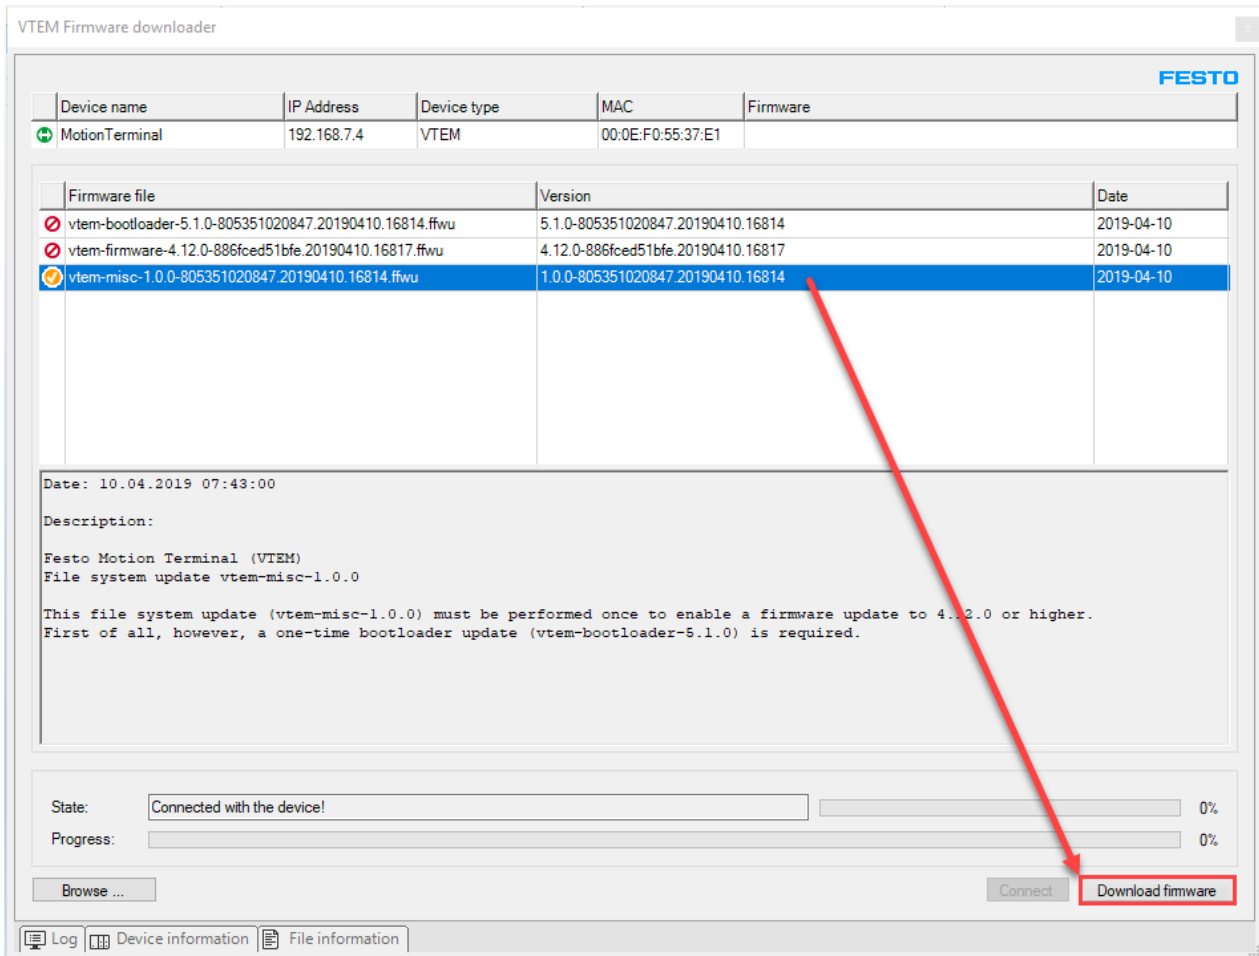 VTEM Firmware downloader
FESTO
Device name IP Address Device type MAC Firmware
MotionTerminal 192.168.7.4 VTEM 00:0E:F0:55:37:E1
Firmware file Version Date
vtem-bootloader-5.1.0-805351020847.20190410.16814.ffwu 5.1.0-805351020847.20190410.16814 2019-04-10
vtem-firmware-4.12.0-886fced51bfe.20190410.16817.ffwu 4.12.0-886fced51bfe.20190410.16817 2019-04-10
vtem-misc-1.0.0-805351020847.20190410.16814.ffwu 1.0.0-805351020847.20190410.16814 2019-04-10
Date: 10.04.2019 07:43:00
Description:
Festo Motion Terminal (VTEM)
File system update vtem-misc-1.0.0
This file system update (vtem-misc-1.0.0) must be performed once to enable a firmware update to 4.12.0 or higher.
First of all, however, a one-time bootloader update (vtem-bootloader-5.1.0) is required.
State: Connected with the device! 0%
Progress: 0%
Browse ... Connect Download firmware
Log Device information File information